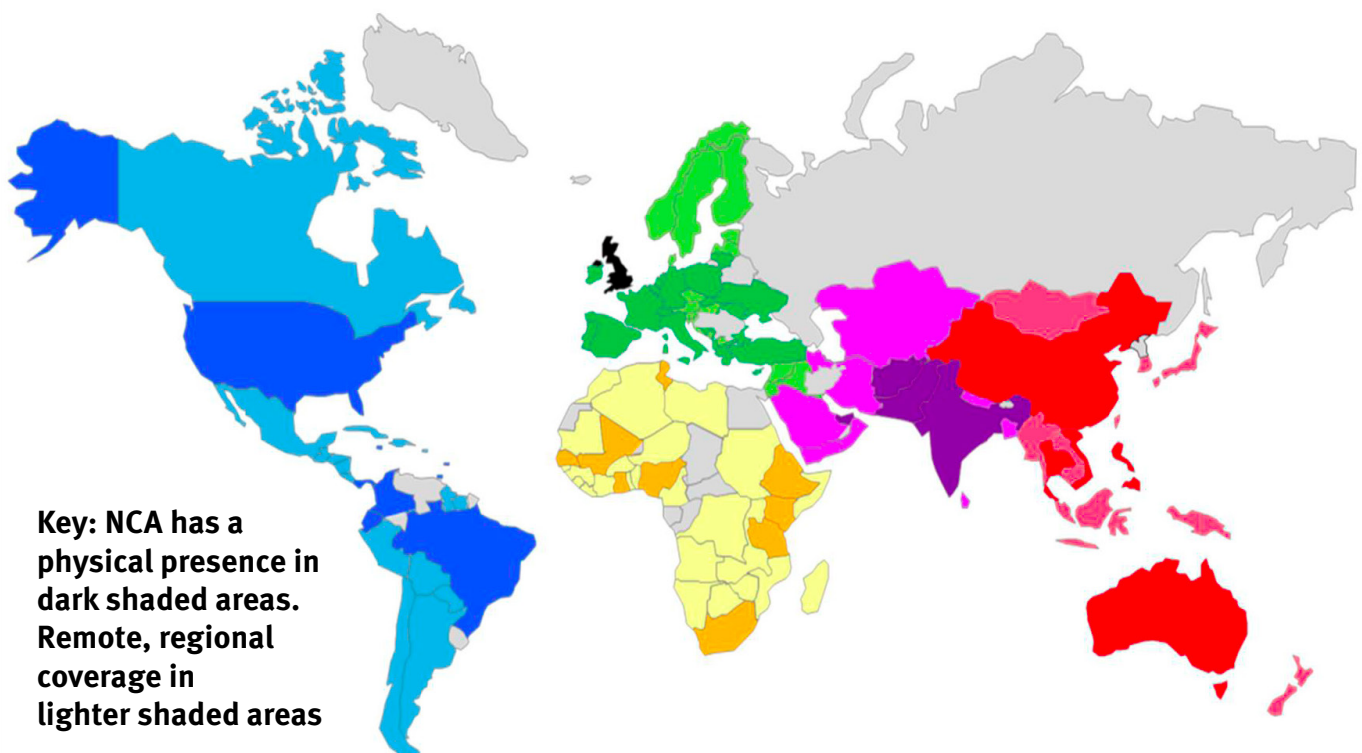 Key: NCA has a
physical presence in
dark shaded areas.
Remote, regional
coverage in
lighter shaded areas